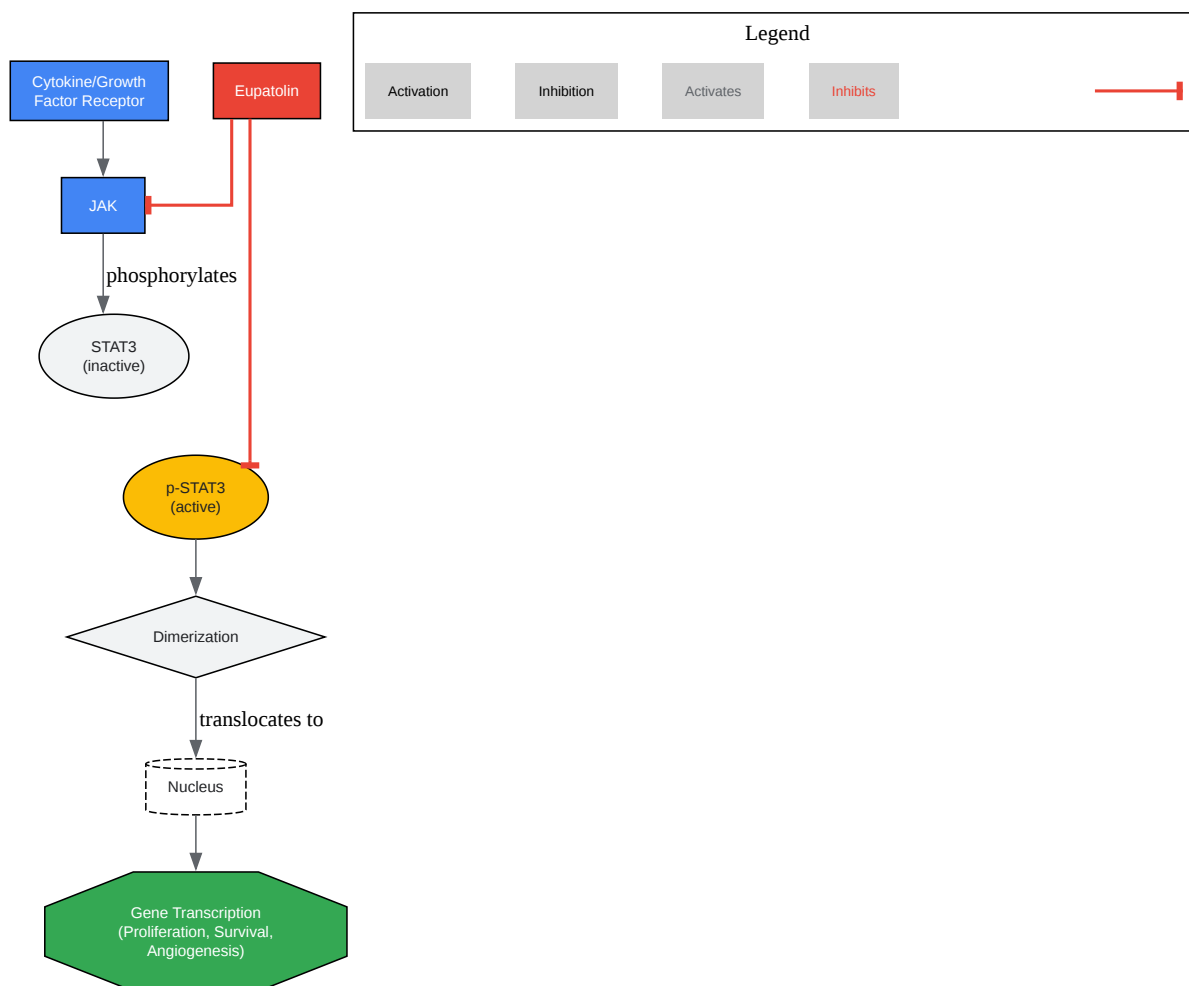 Legend
Cytokine/Growth
Factor Receptor
Eupatolin
Activation
Inhibition
Activates
Inhibits
JAK
phosphorylates
STAT3
(inactive)
p-STAT3
(active)
Dimerization
translocates to
Nucleus
Gene Transcription
(Proliferation, Survival,
Angiogenesis)